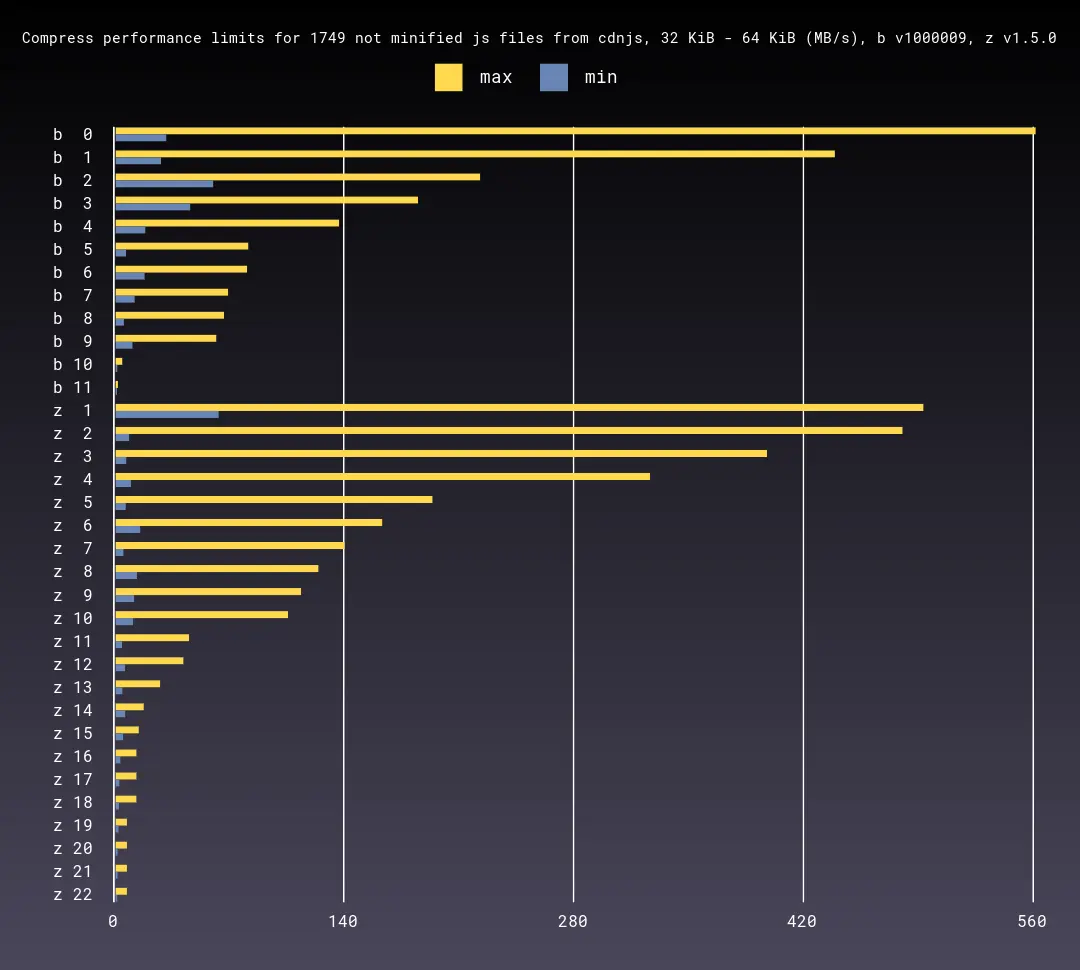 Compress performance limits for 1749 not minified js files from cdnjs, 32 KiB - 64 KiB (MB/s), b v1000009, z v1.5.0
max min
b 0
b 1
b 2
b 3
b 4
b 5
b 6
b 7
b 8
b 9
b 10
b 11
z 1
z 2
z 3
z 4
z 5
z 6
z 7
z 8
z 9
z 10
z 11
z 12
z 13
z 14
z 15
z 16
z 17
z 18
z 19
z 20
z 21
z 22
0 140 280 420 560